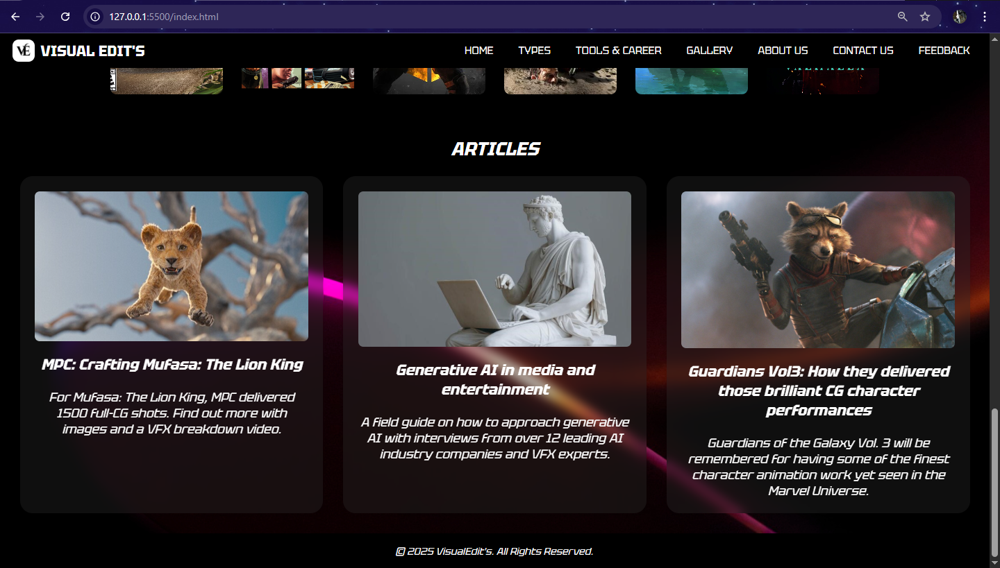 127.0.0.1:5500/index.html
VE VISUAL EDIT'S
HOME TYPES TOOLS & CAREER GALLERY ABOUT US CONTACT US FEEDBACK
ARTICLES
MPC: Crafting Mufasa: The Lion King
For Mufasa: The Lion King, MPC delivered
1500 full-CG shots. Find out more with
images and a VFX breakdown video.
Generative AI in media and
entertainment
A field guide on how to approach generative
AI with interviews from over 12 leading AI
industry companies and VFX experts.
Guardians Vol3: How they delivered
those brilliant CG character
performances
Guardians of the Galaxy Vol. 3 will be
remembered for having some of the finest
character animation work yet seen in the
Marvel Universe.
© 2025 VisualEdit's. All Rights Reserved.